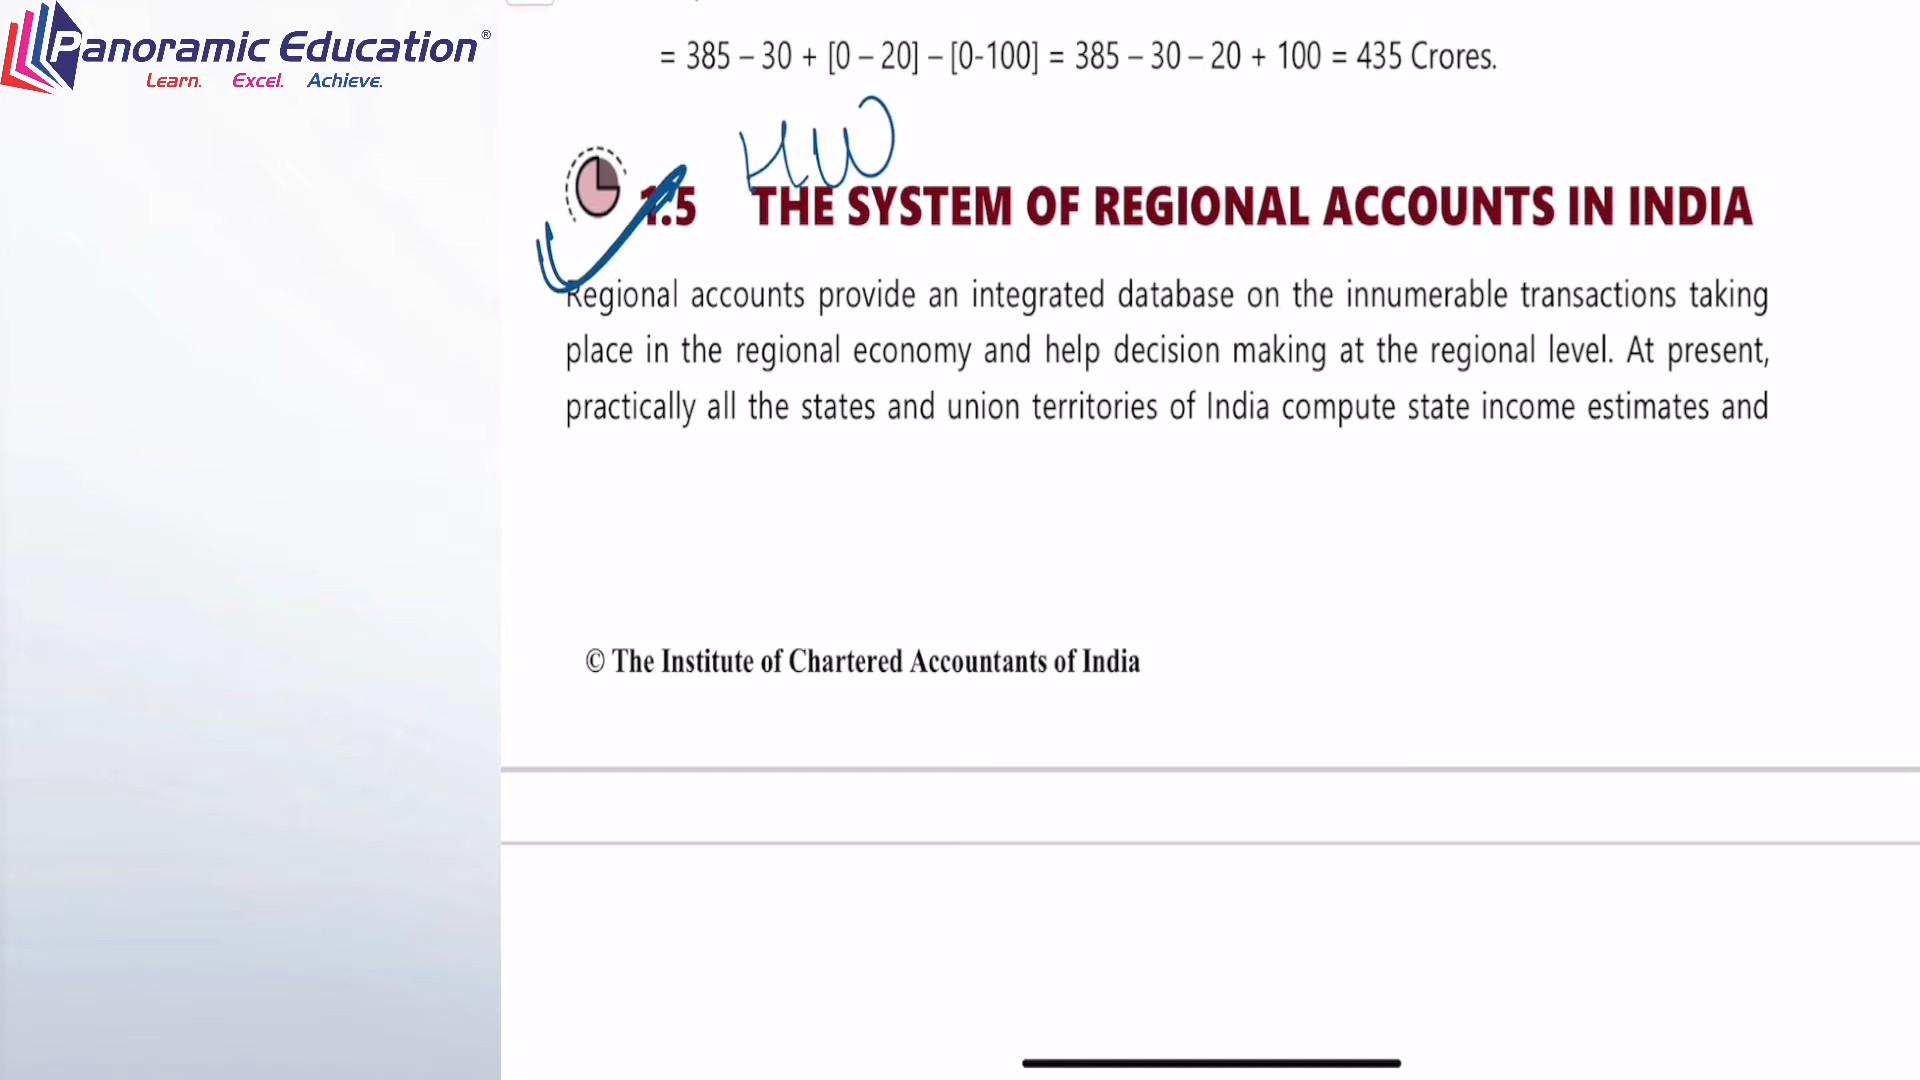 Panoramic Education®
Learn. Excel. Achieve.
= 385 – 30 + [0 – 20] – [0-100] = 385 – 30 – 20 + 100 = 435 Crores.
HW
1.5 THE SYSTEM OF REGIONAL ACCOUNTS IN INDIA
Regional accounts provide an integrated database on the innumerable transactions taking
place in the regional economy and help decision making at the regional level. At present,
practically all the states and union territories of India compute state income estimates and
© The Institute of Chartered Accountants of India